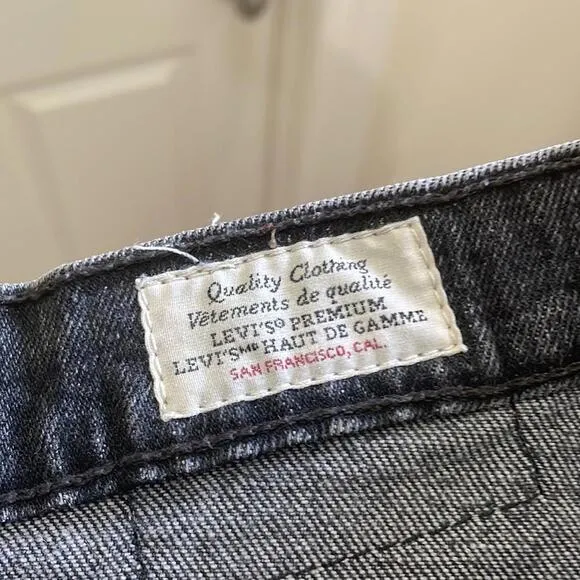 Quality Clothing
Vêtements de qualité
LEVI'S® PREMIUM
LEVI'Sᴹᴰ HAUT DE GAMME
SAN FRANCISCO, CAL.